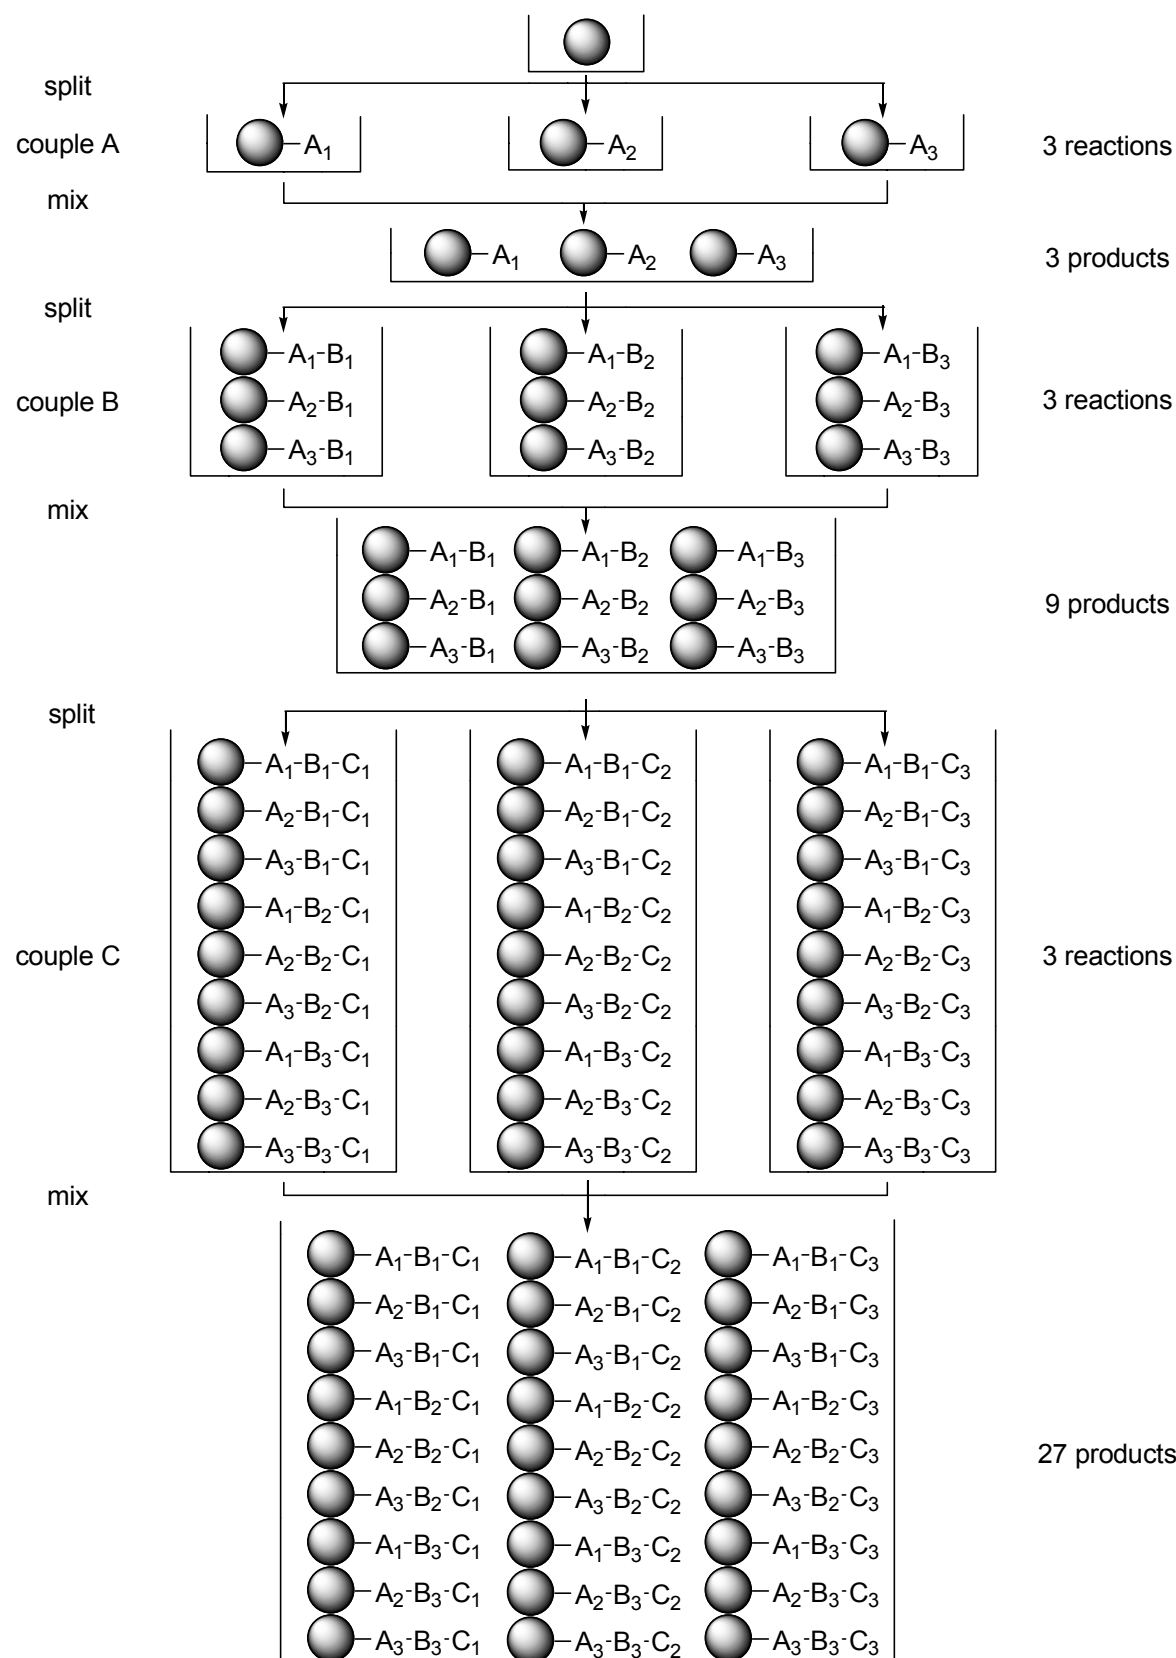 split
couple A
A1 A2 A3 3 reactions
mix
A1 A2 A3 3 products
split
A1-B1 A1-B2 A1-B3
couple B A2-B1 A2-B2 A2-B3 3 reactions
A3-B1 A3-B2 A3-B3
mix
A1-B1 A1-B2 A1-B3
A2-B1 A2-B2 A2-B3 9 products
A3-B1 A3-B2 A3-B3
split
A1-B1-C1 A1-B1-C2 A1-B1-C3
A2-B1-C1 A2-B1-C2 A2-B1-C3
A3-B1-C1 A3-B1-C2 A3-B1-C3
A1-B2-C1 A1-B2-C2 A1-B2-C3
couple C A2-B2-C1 A2-B2-C2 A2-B2-C3 3 reactions
A3-B2-C1 A3-B2-C2 A3-B2-C3
A1-B3-C1 A1-B3-C2 A1-B3-C3
A2-B3-C1 A2-B3-C2 A2-B3-C3
A3-B3-C1 A3-B3-C2 A3-B3-C3
mix
A1-B1-C1 A1-B1-C2 A1-B1-C3
A2-B1-C1 A2-B1-C2 A2-B1-C3
A3-B1-C1 A3-B1-C2 A3-B1-C3
A1-B2-C1 A1-B2-C2 A1-B2-C3
A2-B2-C1 A2-B2-C2 A2-B2-C3 27 products
A3-B2-C1 A3-B2-C2 A3-B2-C3
A1-B3-C1 A1-B3-C2 A1-B3-C3
A2-B3-C1 A2-B3-C2 A2-B3-C3
A3-B3-C1 A3-B3-C2 A3-B3-C3